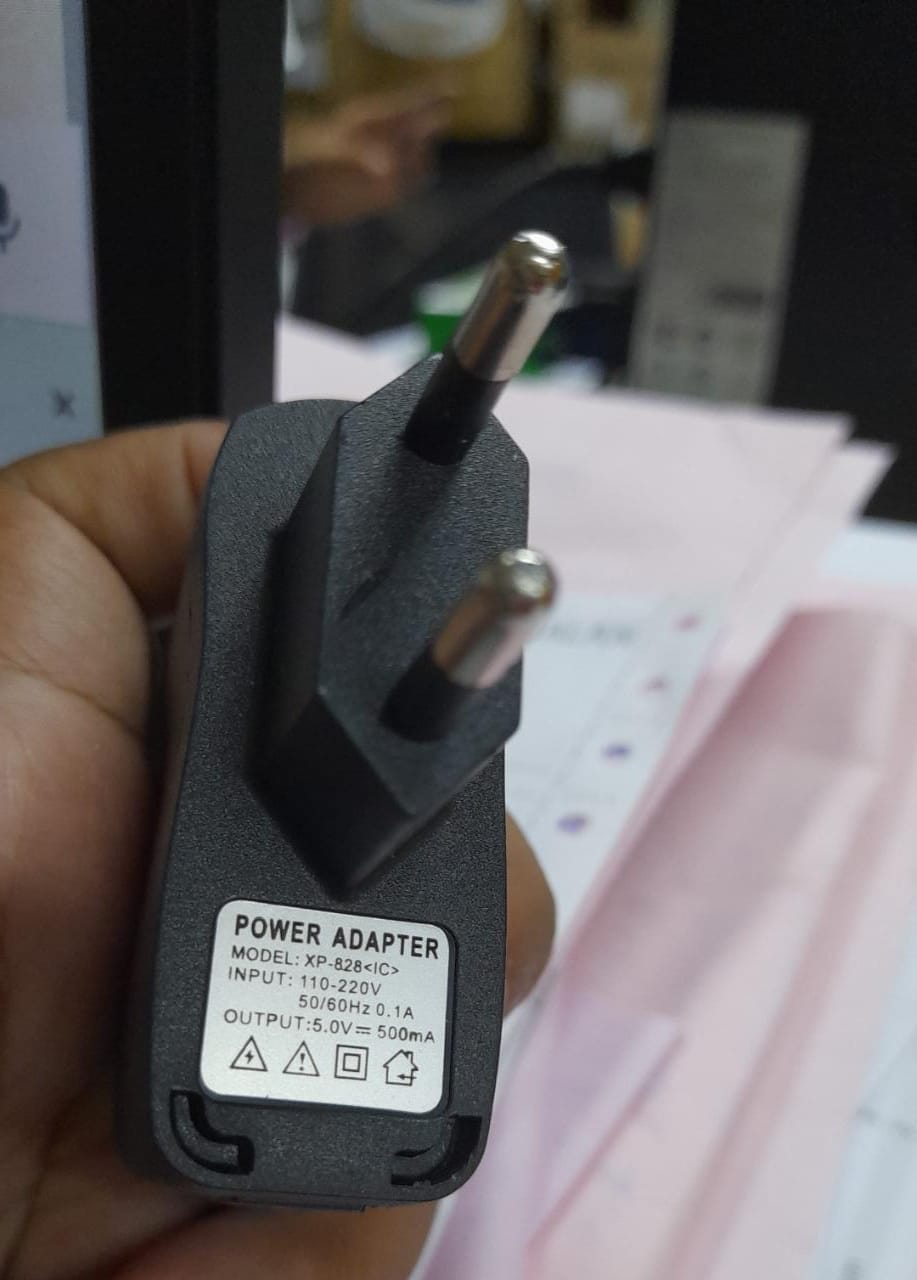 POWER ADAPTER
MODEL: XP-828<IC>
INPUT: 110-220V
50/60Hz 0.1A
OUTPUT:5.0V⎓500mA
X